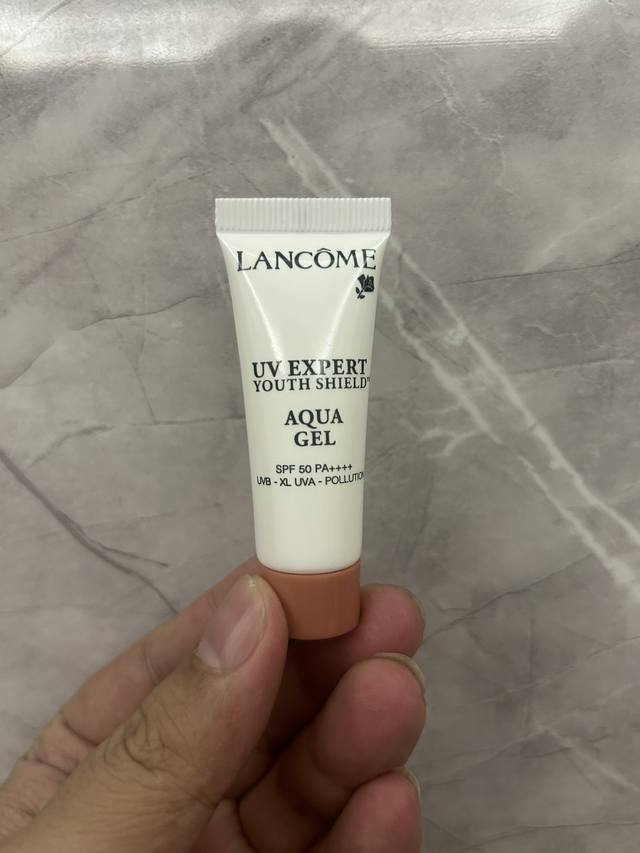 LANCÔME
UV EXPERT
YOUTH SHIELD™
AQUA
GEL
SPF 50 PA++++
UVB - XL UVA - POLLUTION